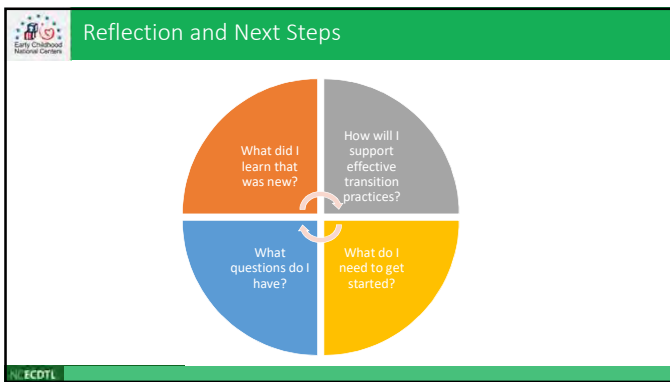 Early Childhood
National Centers
Reflection and Next Steps
What did I
learn that
was new?
How will I
support
effective
transition
practices?
What
questions do I
have?
What do I
need to get
started?
NCECDTL